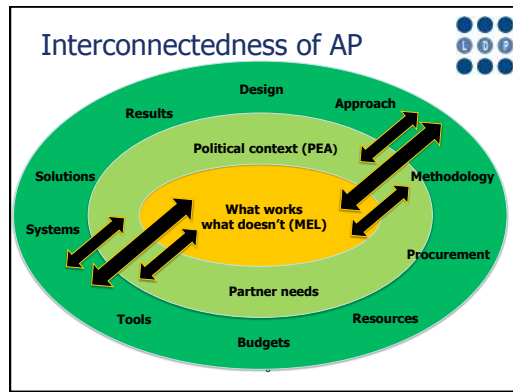 Interconnectedness of AP
L D P
Design
Results
Approach
Political context (PEA)
Solutions
Methodology
What works
what doesn't (MEL)
Systems
Procurement
Partner needs
Tools
Resources
Budgets